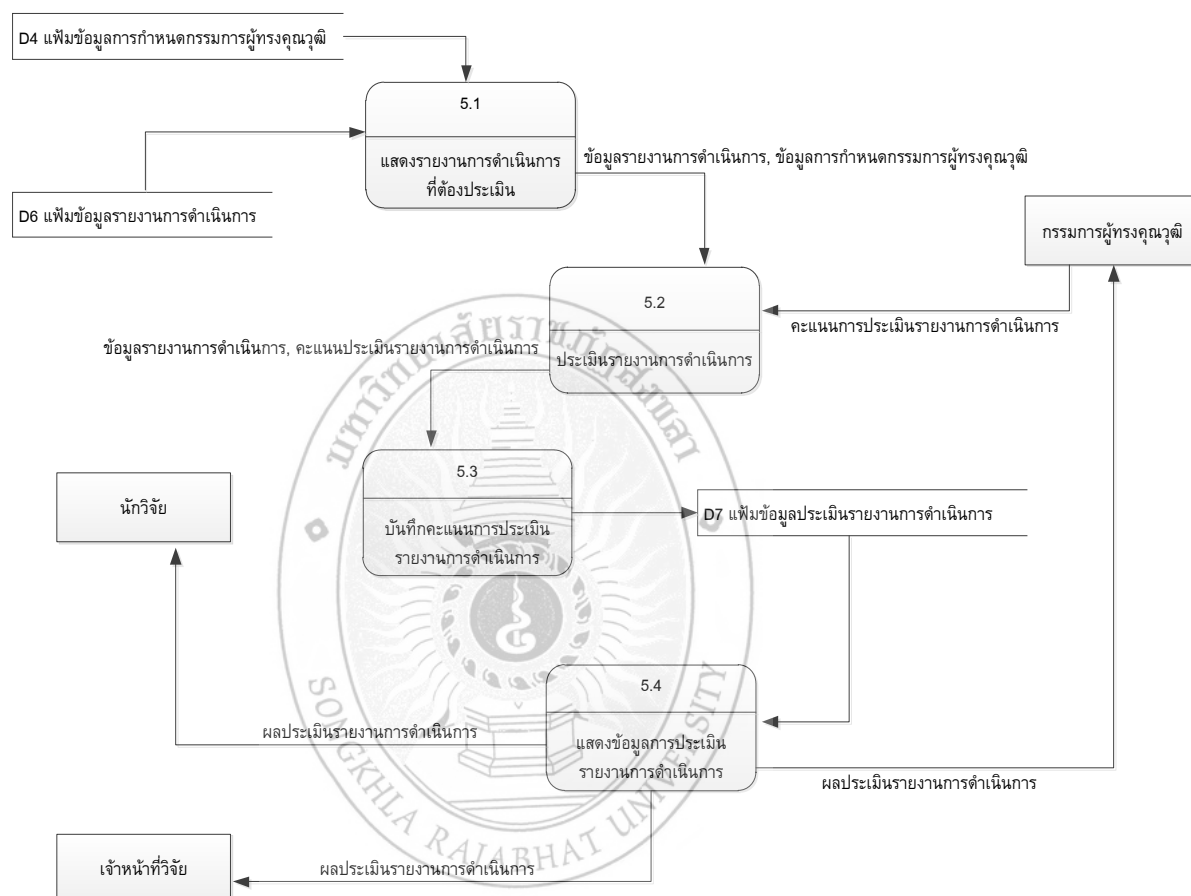 D4 แฟ้มข้อมูลการกำหนดกรรมการผู้ทรงคุณวุฒิ
5.1
แสดงรายงานการดำเนินการ
ที่ต้องประเมิน
ข้อมูลรายงานการดำเนินการ, ข้อมูลการกำหนดกรรมการผู้ทรงคุณวุฒิ
D6 แฟ้มข้อมูลรายงานการดำเนินการ
กรรมการผู้ทรงคุณวุฒิ
5.2
ประเมินรายงานการดำเนินการ
คะแนนการประเมินรายงานการดำเนินการ
ข้อมูลรายงานการดำเนินการ, คะแนนประเมินรายงานการดำเนินการ
มหาวิทยาลัยราชภัฏสงขลา
5.3
บันทึกคะแนนการประเมิน
รายงานการดำเนินการ
นักวิจัย
D7 แฟ้มข้อมูลประเมินรายงานการดำเนินการ
5.4
แสดงข้อมูลการประเมิน
รายงานการดำเนินการ
ผลประเมินรายงานการดำเนินการ
ผลประเมินรายงานการดำเนินการ
SONGKHLA RAJABHAT UNIVERSITY
เจ้าหน้าที่วิจัย
ผลประเมินรายงานการดำเนินการ